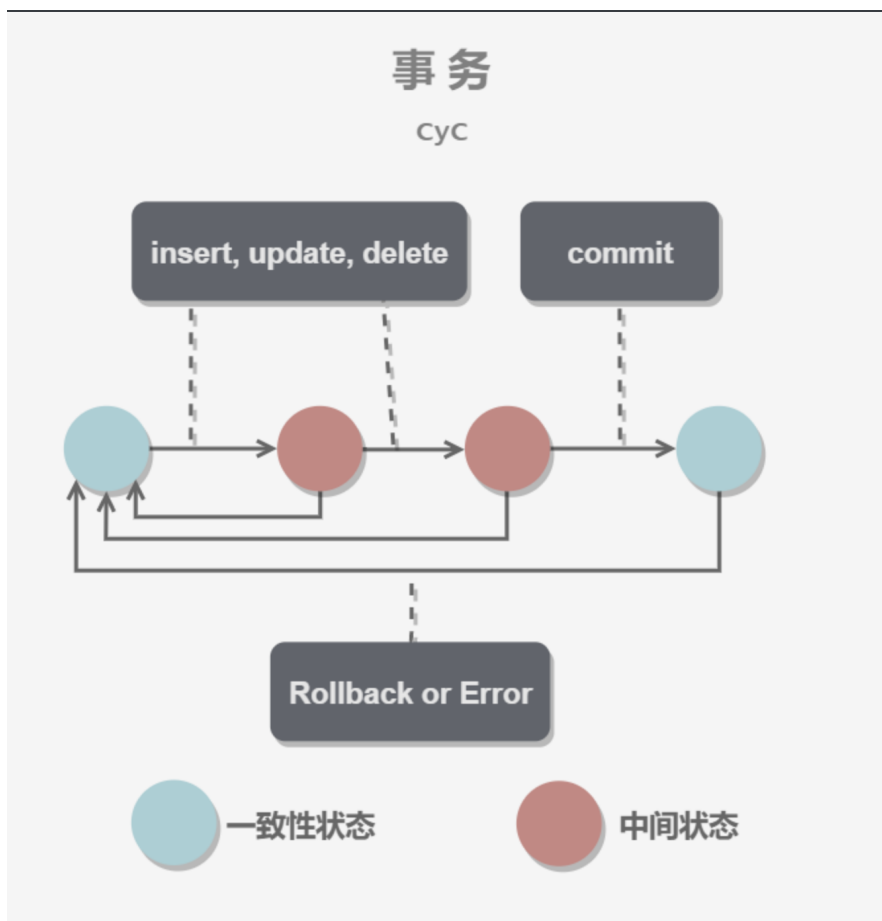 事 务
CyC
insert, update, delete
commit
Rollback or Error
一致性状态
中间状态